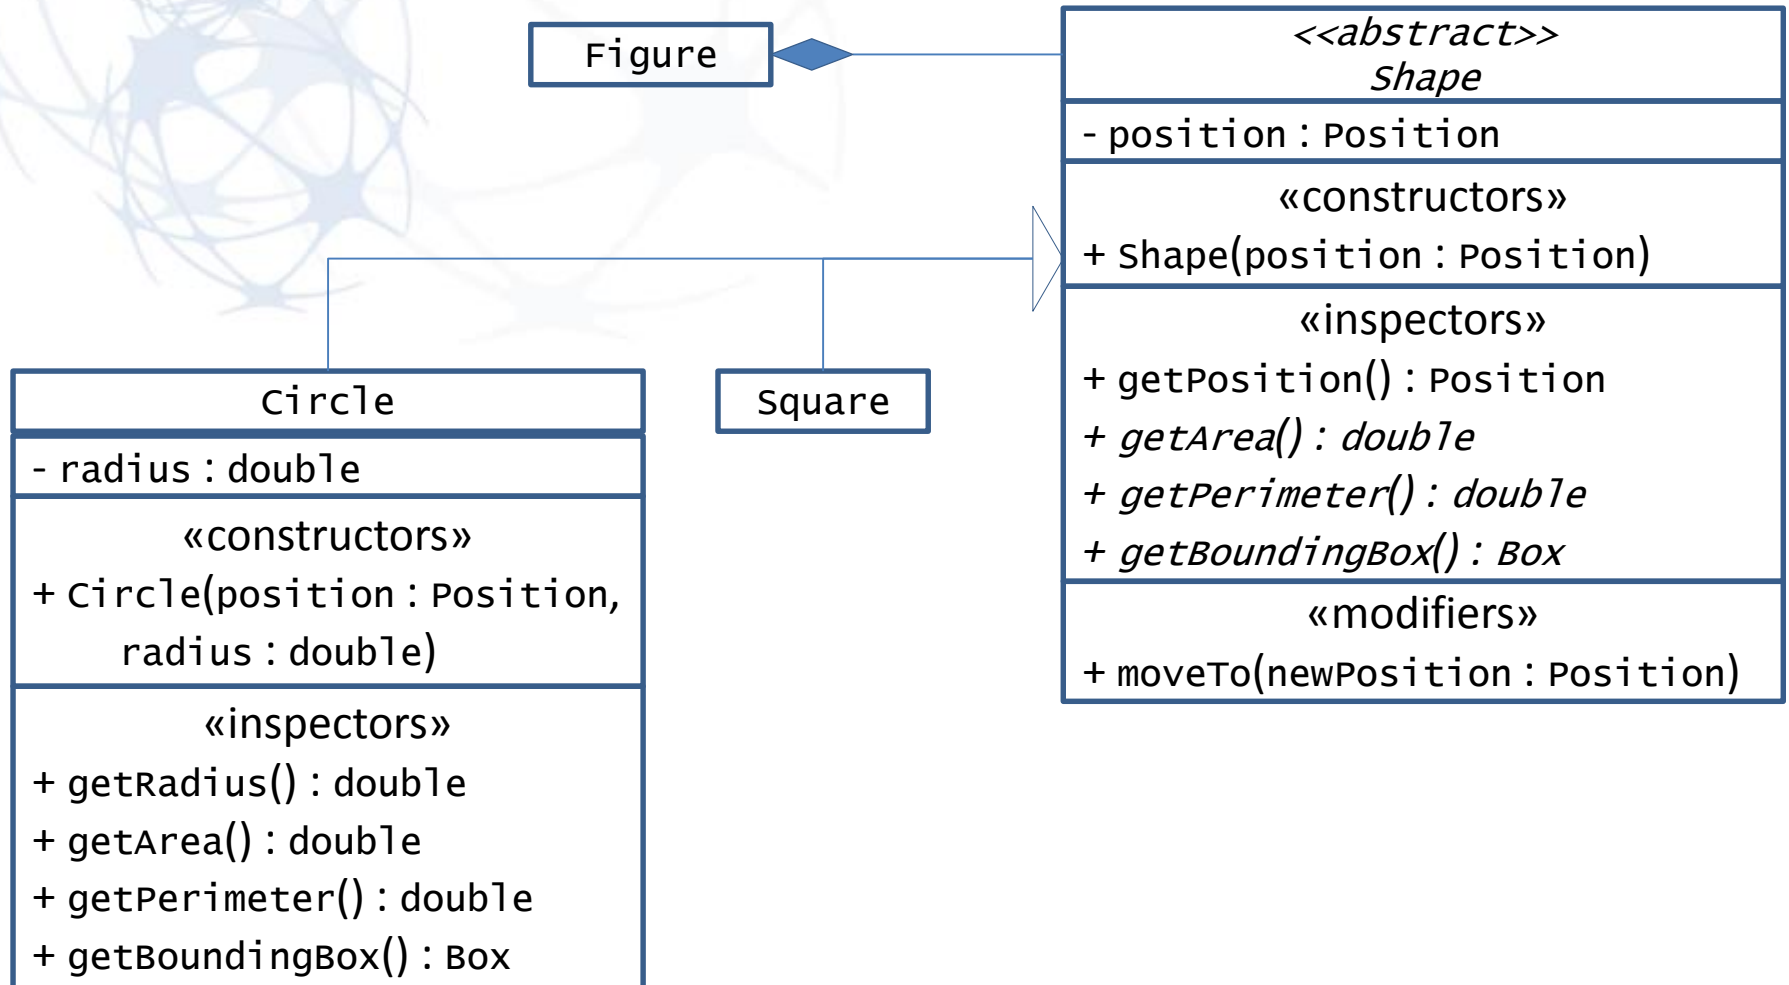 Figure
<<abstract>>
Shape
- position : Position
«constructors»
+ Shape(position : Position)
«inspectors»
+ getPosition() : Position
+ getArea() : double
+ getPerimeter() : double
+ getBoundingBox() : Box
«modifiers»
+ moveTo(newPosition : Position)
Circle
- radius : double
«constructors»
+ Circle(position : Position,
radius : double)
«inspectors»
+ getRadius() : double
+ getArea() : double
+ getPerimeter() : double
+ getBoundingBox() : Box
Square